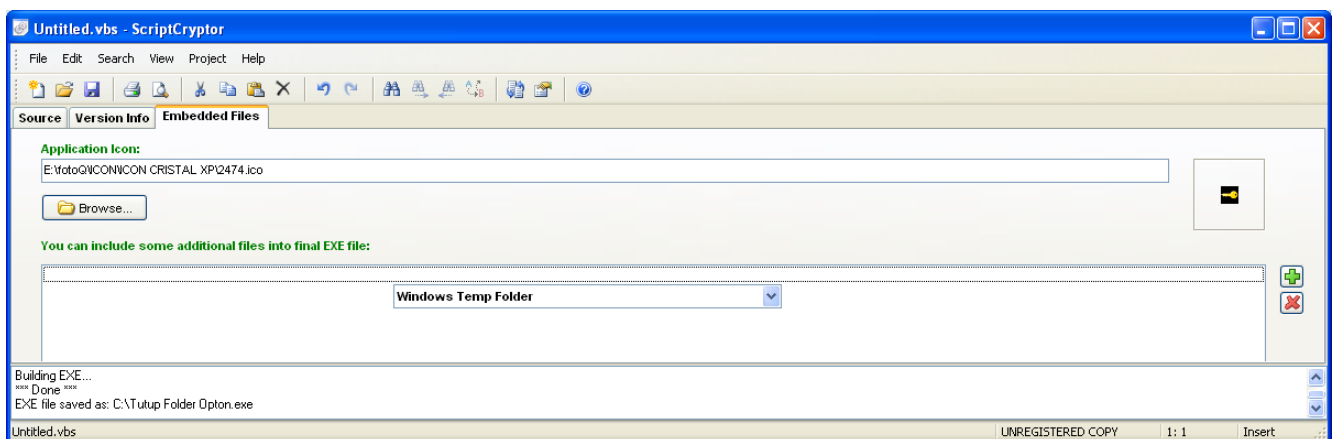 Untitled.vbs - ScriptCryptor
File Edit Search View Project Help
Source Version Info Embedded Files
Application Icon:
E:\fotoQ\ICON\ICON CRISTAL XP\2474.ico
Browse...
You can include some additional files into final EXE file:
Windows Temp Folder
Building EXE...
*** Done ***
EXE file saved as: C:\Tutup Folder Opton.exe
Untitled.vbs UNREGISTERED COPY 1: 1 Insert